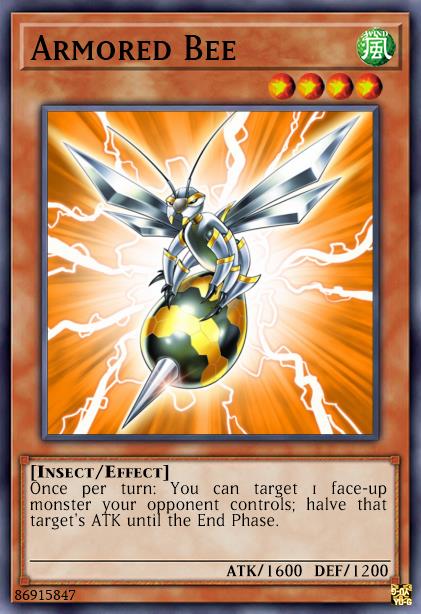 ARMORED BEE
WIND
風
[INSECT/EFFECT]
Once per turn: You can target 1 face-up
monster your opponent controls; halve that
target's ATK until the End Phase.
ATK/1600 DEF/1200
86915847